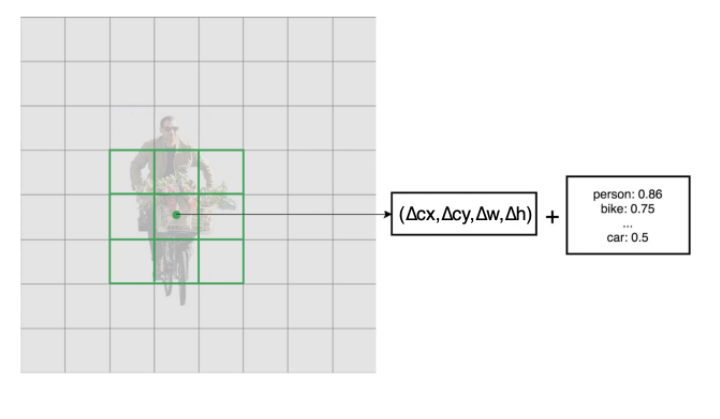 (Δcx,Δcy,Δw,Δh)
+
person: 0.86
bike: 0.75
...
car: 0.5